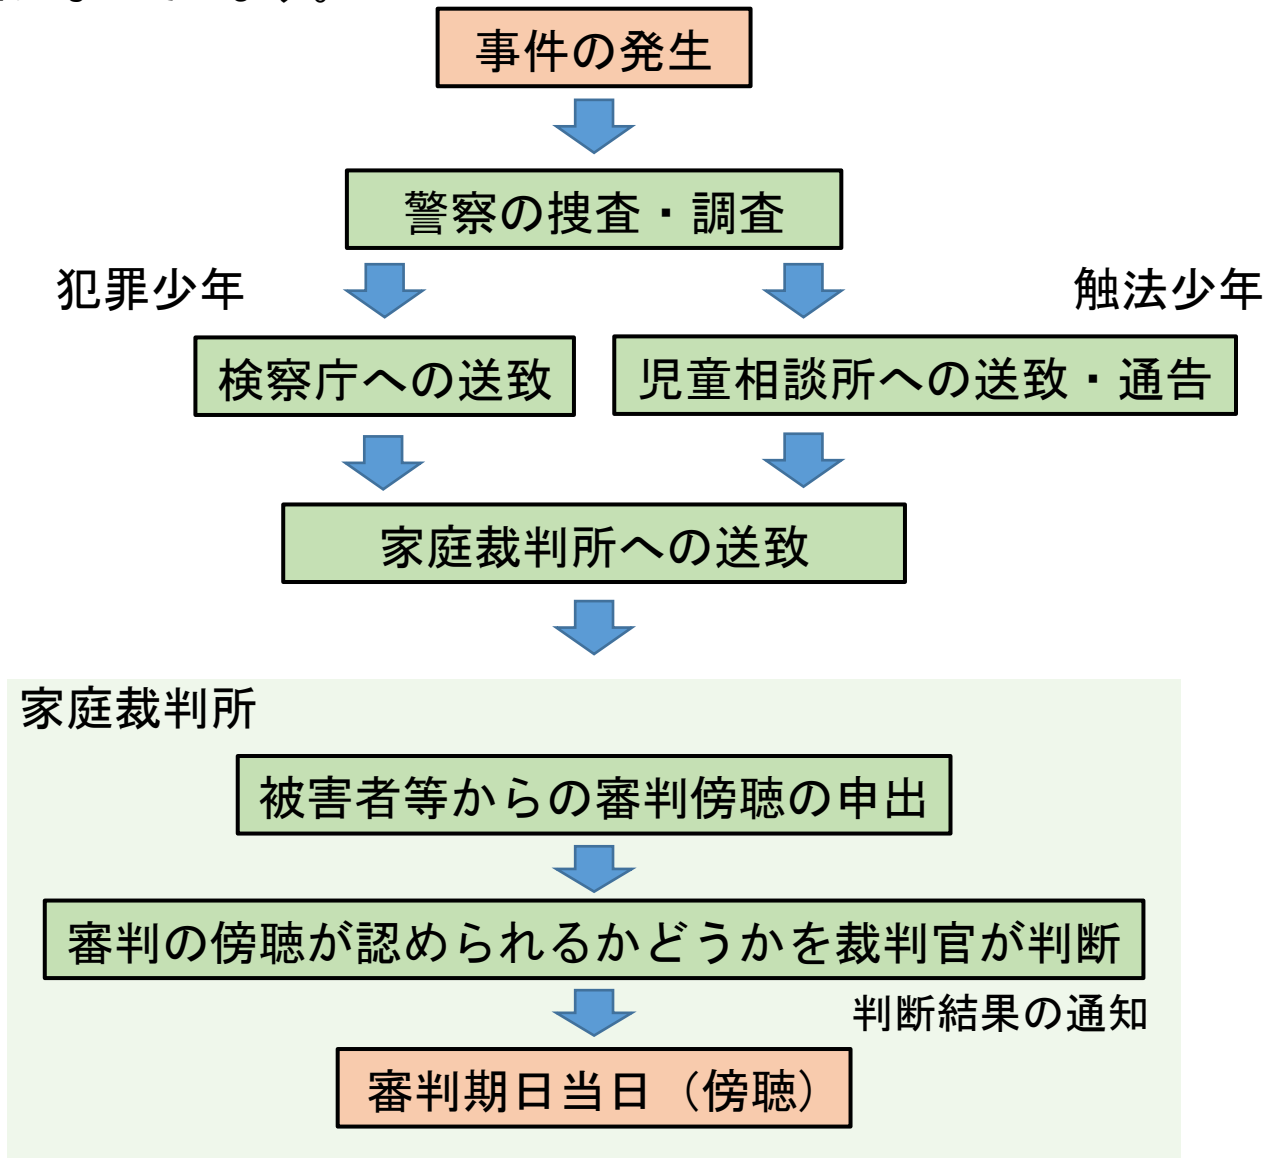 事件の発生
警察の捜査・調査
犯罪少年
触法少年
検察庁への送致
児童相談所への送致・通告
家庭裁判所への送致
家庭裁判所
被害者等からの審判傍聴の申出
審判の傍聴が認められるかどうかを裁判官が判断
判断結果の通知
審判期日当日（傍聴）